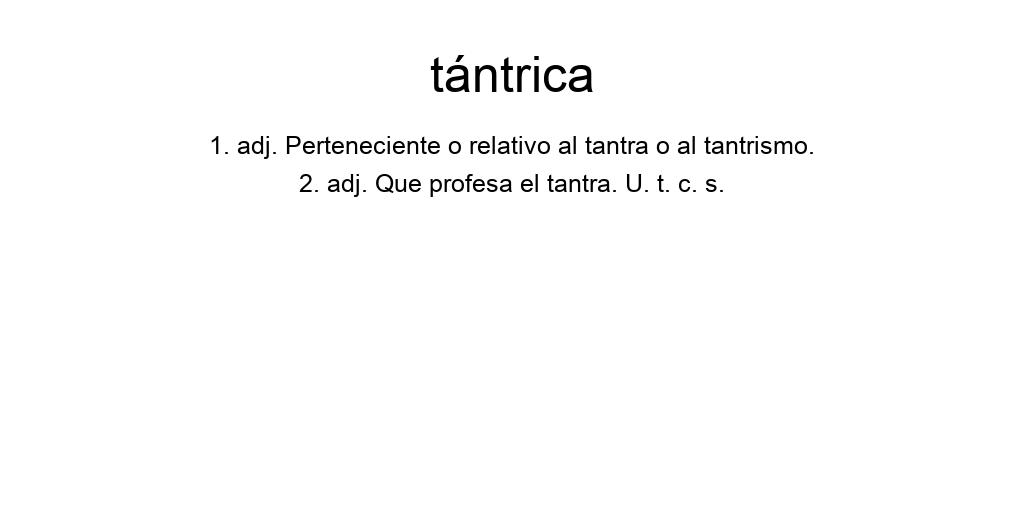 tántrica
1. adj. Perteneciente o relativo al tantra o al tantrismo.
2. adj. Que profesa el tantra. U. t. c. s.